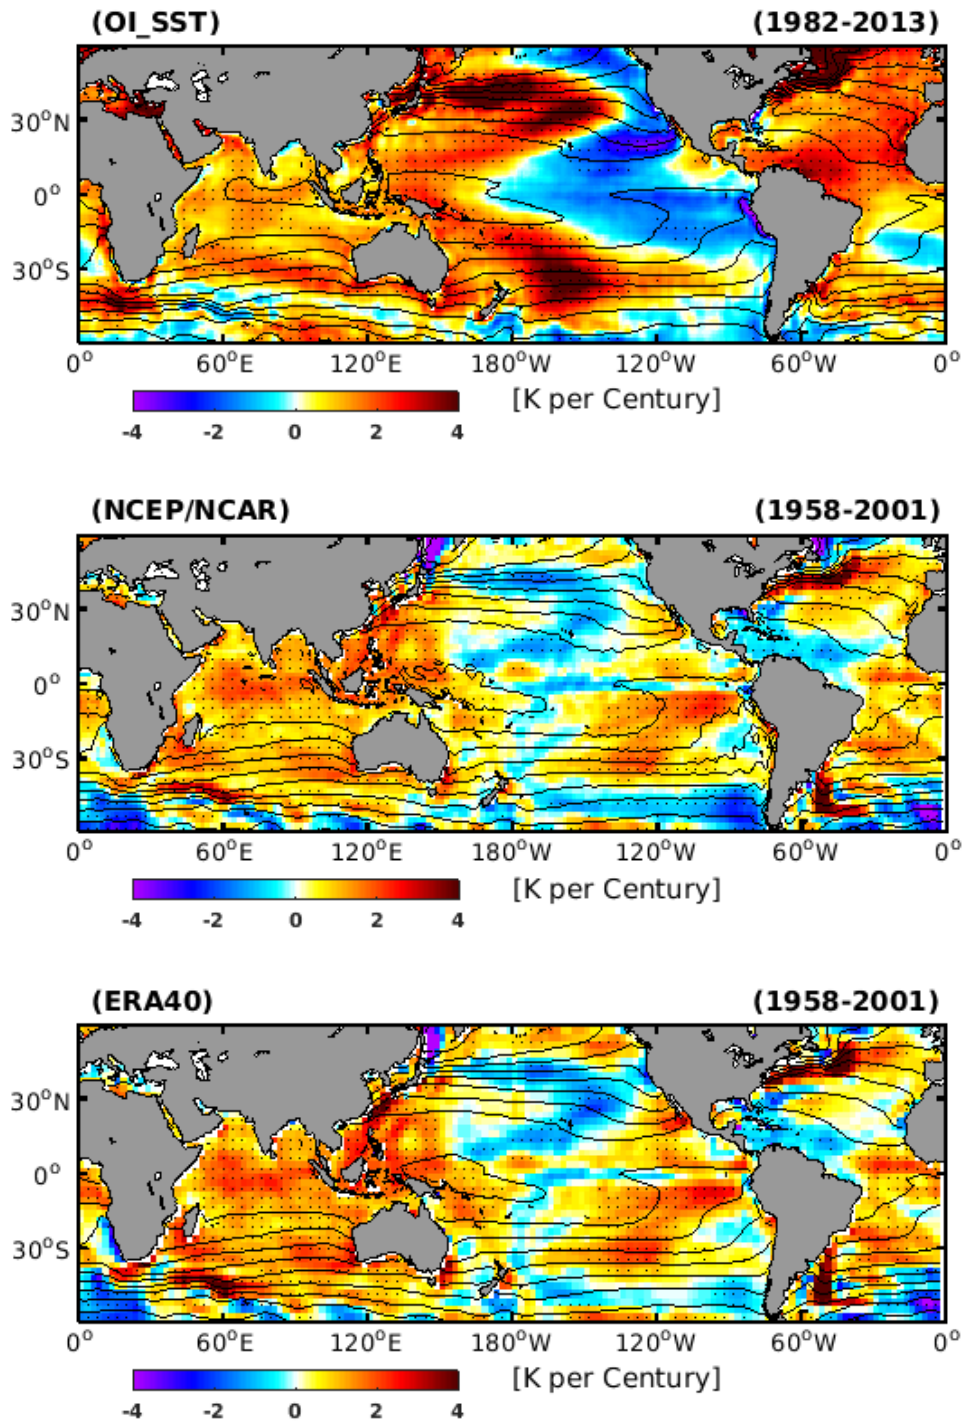 (OI_SST) (1982-2013)
30°N
0°
30°S
0° 60°E 120°E 180°W 120°W 60°W 0°
[K per Century]
-4 -2 0 2 4
(NCEP/NCAR) (1958-2001)
30°N
0°
30°S
0° 60°E 120°E 180°W 120°W 60°W 0°
[K per Century]
-4 -2 0 2 4
(ERA40) (1958-2001)
30°N
0°
30°S
0° 60°E 120°E 180°W 120°W 60°W 0°
[K per Century]
-4 -2 0 2 4